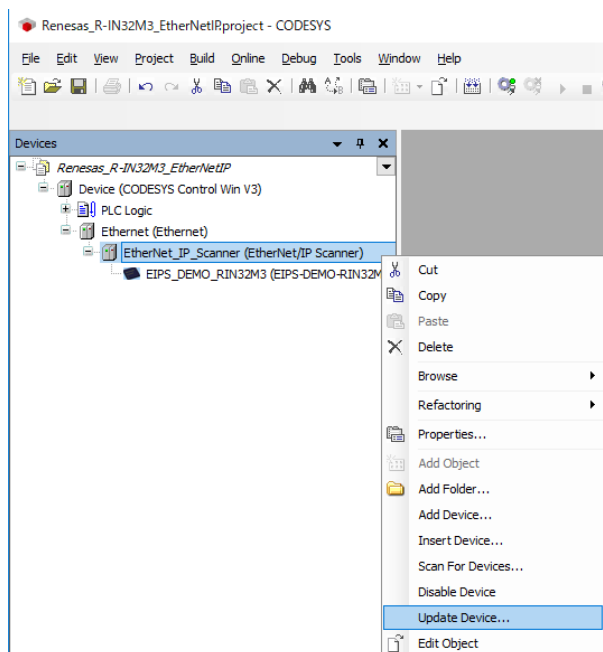 Renesas_R-IN32M3_EtherNetIP.project - CODESYS
File Edit View Project Build Online Debug Tools Window Help
Devices
Renesas_R-IN32M3_EtherNetIP
Device (CODESYS Control Win V3)
PLC Logic
Ethernet (Ethernet)
EtherNet_IP_Scanner (EtherNet/IP Scanner)
EIPS_DEMO_RIN32M3 (EIPS-DEMO-RIN32M
Cut
Copy
Paste
Delete
Browse
Refactoring
Properties...
Add Object
Add Folder...
Add Device...
Insert Device...
Scan For Devices...
Disable Device
Update Device...
Edit Object